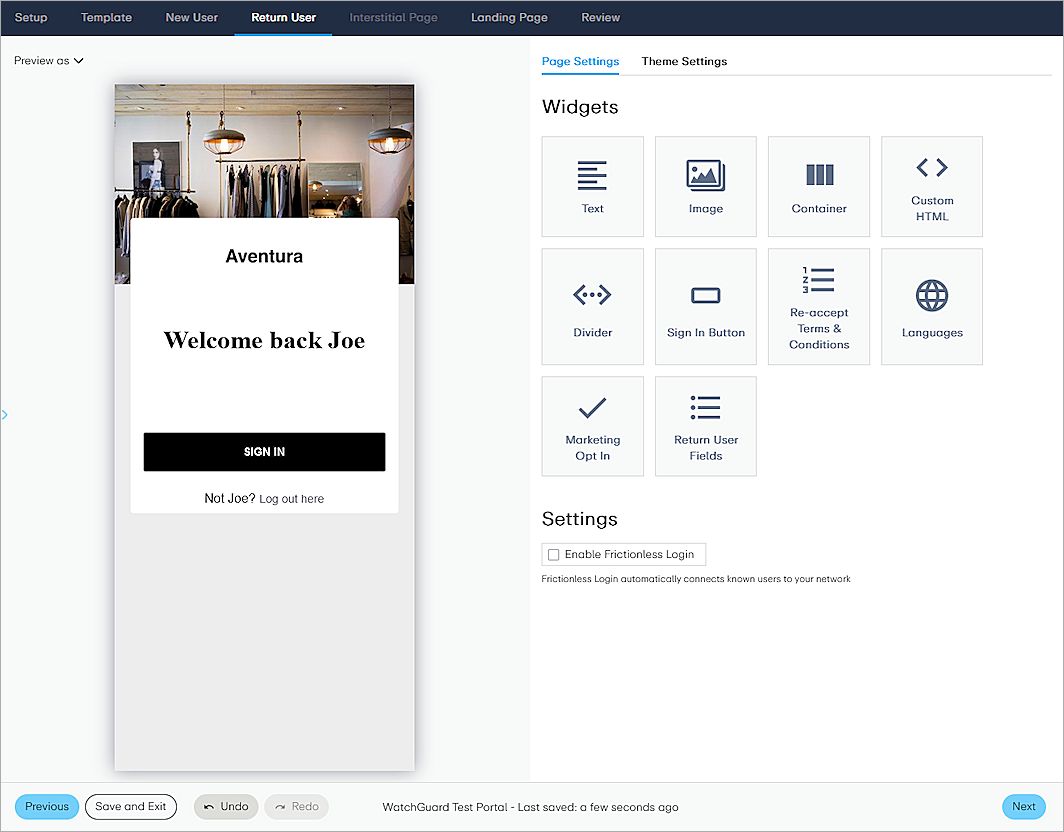 Setup Template New User Return User Interstitial Page Landing Page Review
Preview as
Page Settings Theme Settings
Widgets
Text
Image
Container
Custom
HTML
Divider
Sign In Button
1
2
3
Re-accept
Terms &
Conditions
Languages
Marketing
Opt In
Return User
Fields
Settings
Enable Frictionless Login
Frictionless Login automatically connects known users to your network
Aventura
Welcome back Joe
SIGN IN
Not Joe? Log out here
Previous Save and Exit Undo Redo WatchGuard Test Portal - Last saved: a few seconds ago Next